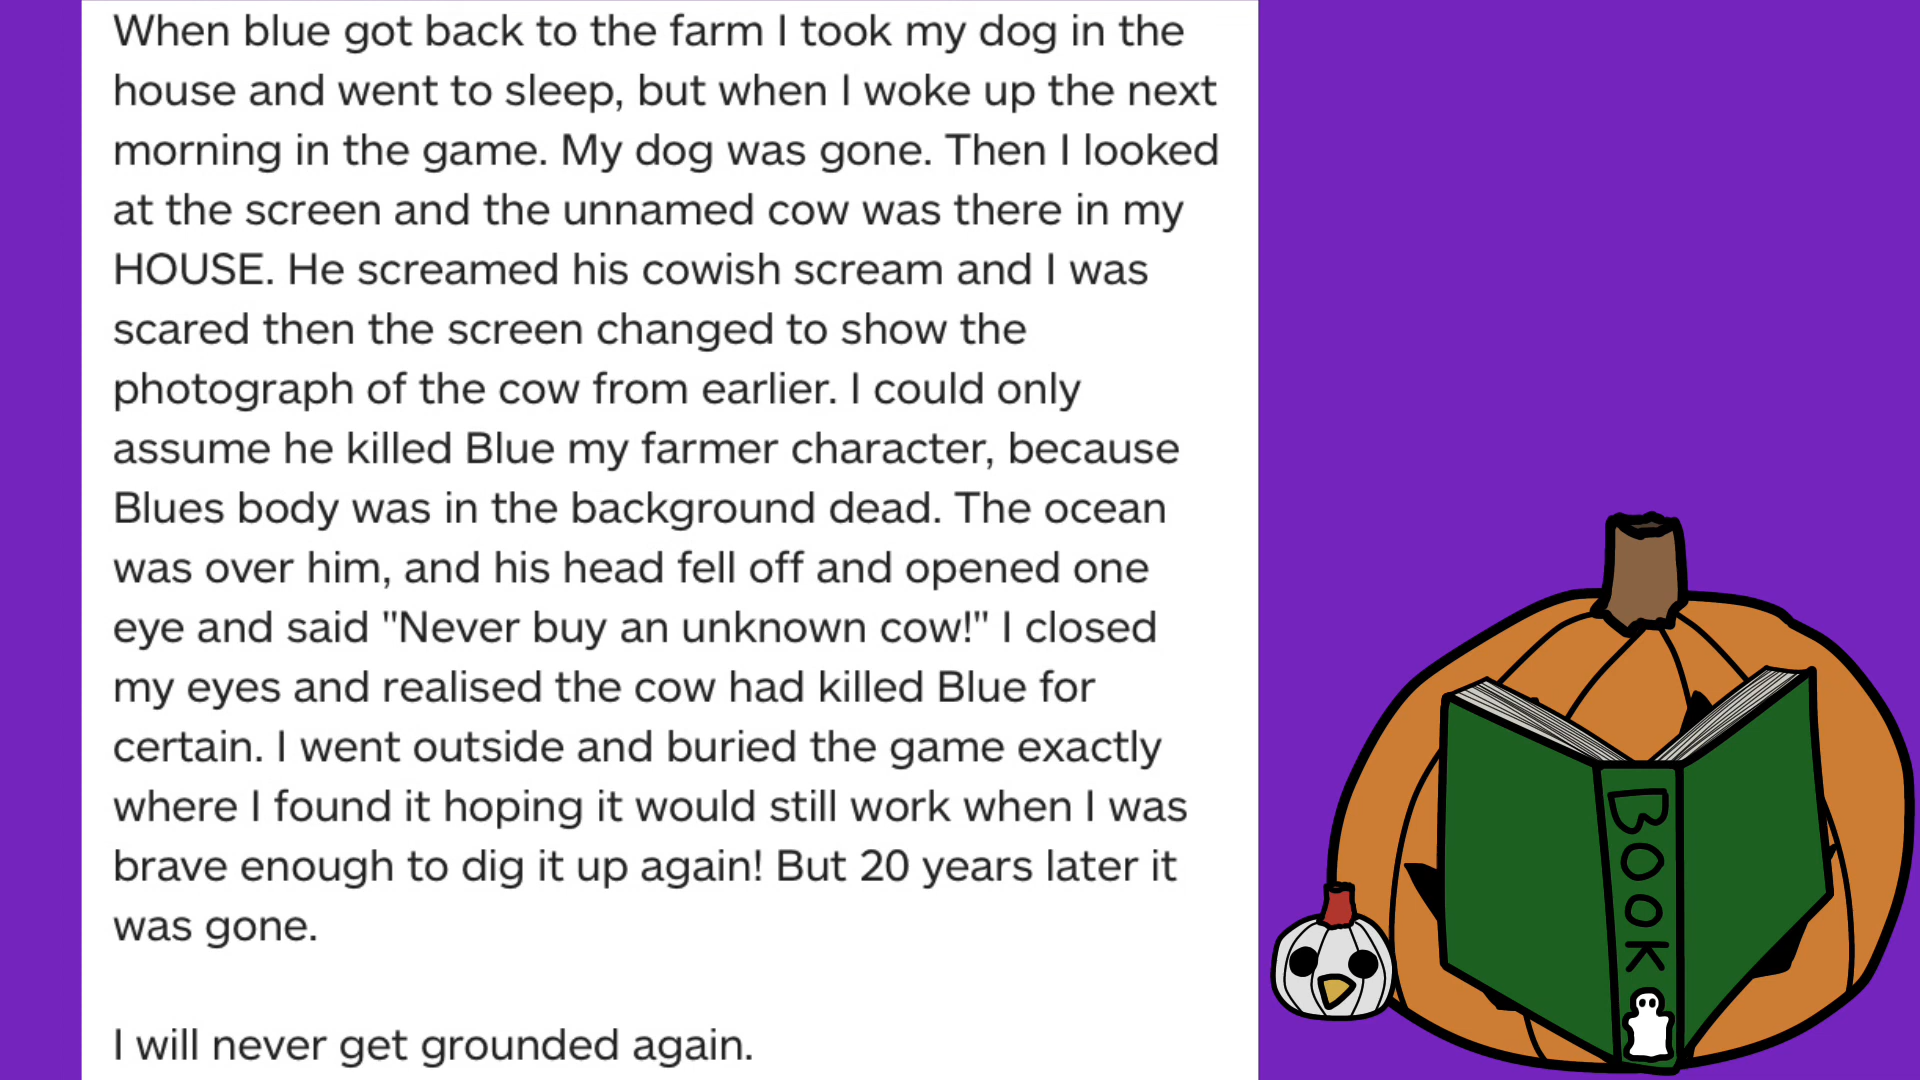 When blue got back to the farm I took my dog in the
house and went to sleep, but when I woke up the next
morning in the game. My dog was gone. Then I looked
at the screen and the unnamed cow was there in my
HOUSE. He screamed his cowish scream and I was
scared then the screen changed to show the
photograph of the cow from earlier. I could only
assume he killed Blue my farmer character, because
Blues body was in the background dead. The ocean
was over him, and his head fell off and opened one
eye and said "Never buy an unknown cow!" I closed
my eyes and realised the cow had killed Blue for
certain. I went outside and buried the game exactly
where I found it hoping it would still work when I was
brave enough to dig it up again! But 20 years later it
was gone.
I will never get grounded again.
BOOK